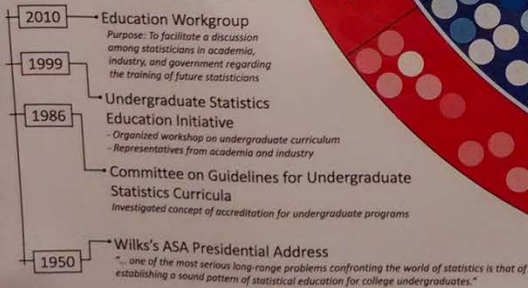 2010
Education Workgroup
Purpose: To facilitate a discussion
among statisticians in academia,
industry, and government regarding
the training of future statisticians
1999
Undergraduate Statistics
Education Initiative
- Organized workshop on undergraduate curriculum
- Representatives from academia and industry
1986
Committee on Guidelines for Undergraduate
Statistics Curricula
Investigated concept of accreditation for undergraduate programs
1950
Wilks's ASA Presidential Address
"... one of the most serious long-range problems confronting the world of statistics is that of
establishing a sound pattern of statistical education for college undergraduates."